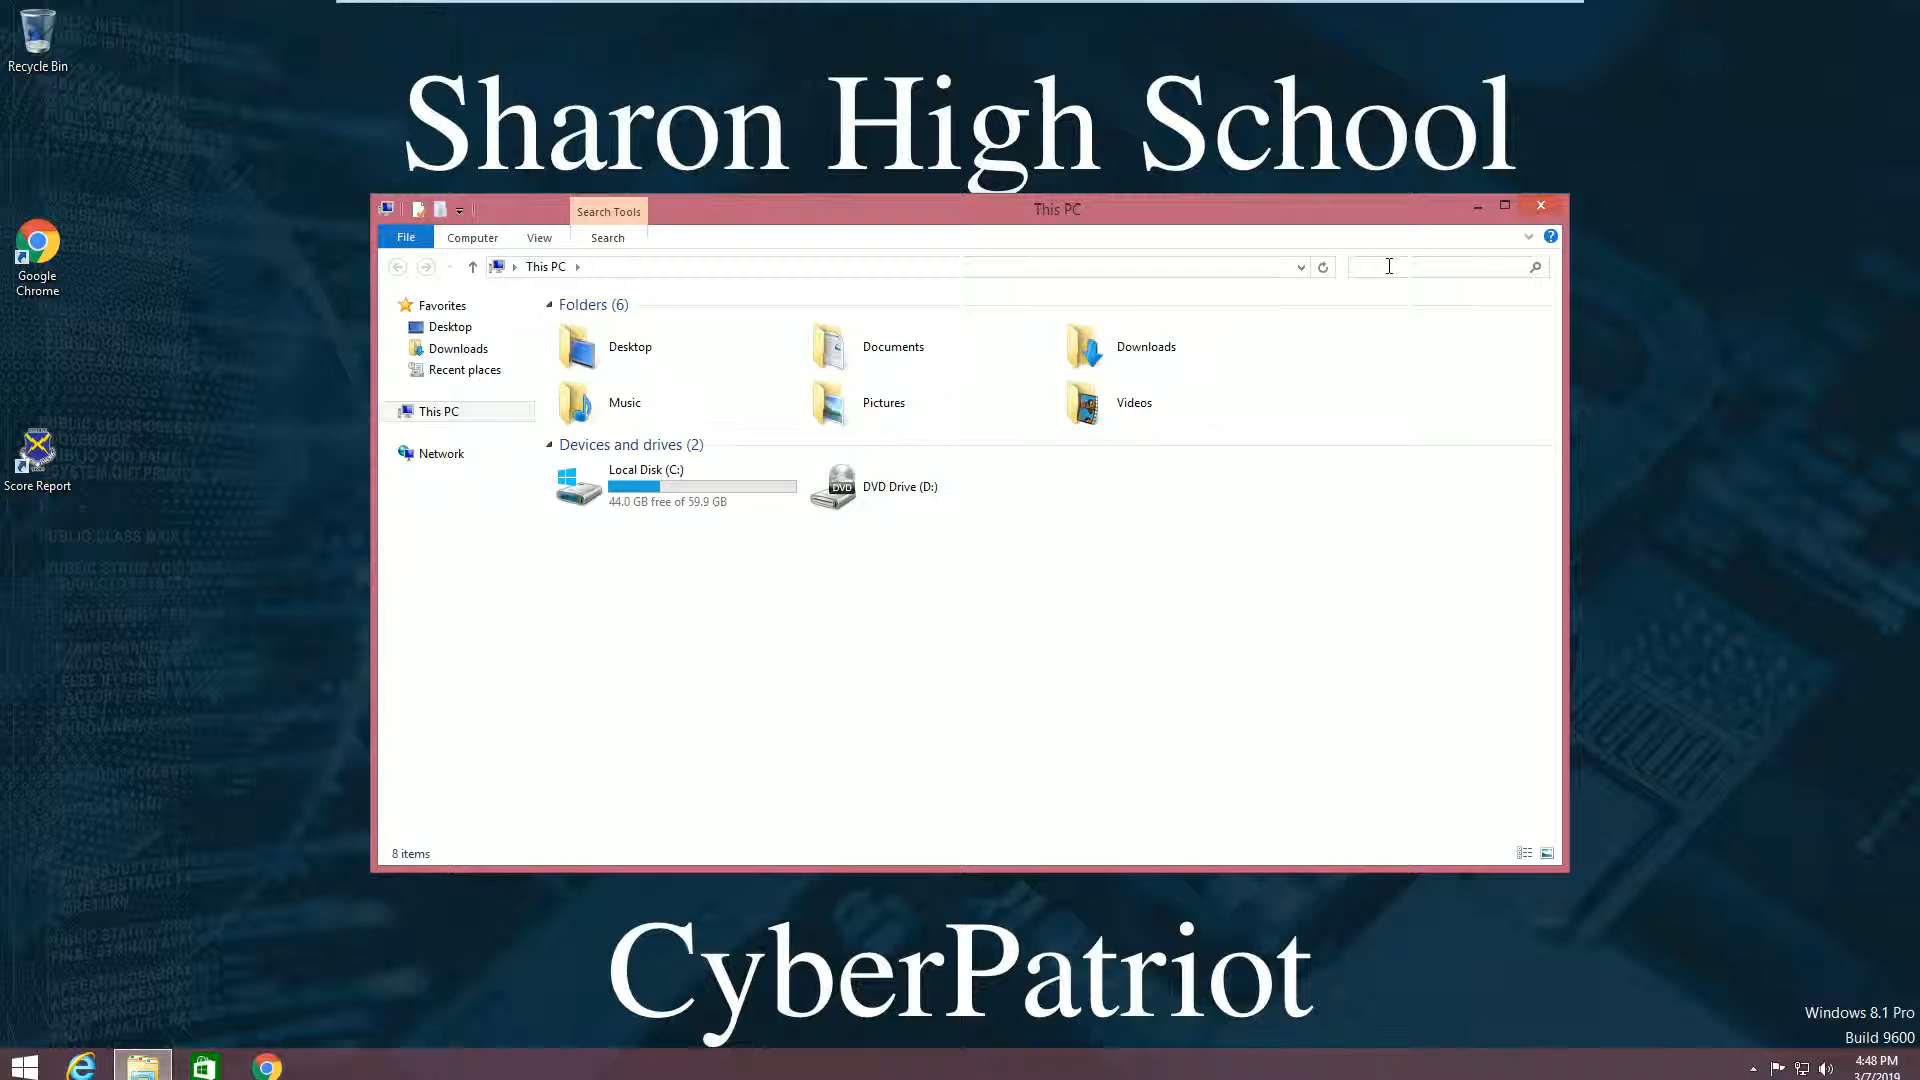 Recycle Bin
Sharon High School
Search Tools
This PC
File
Computer
View
Search
This PC
Google
Chrome
Favorites
Desktop
Downloads
Recent places
This PC
Network
Folders (6)
Desktop
Documents
Downloads
Music
Pictures
Videos
Devices and drives (2)
Local Disk (C:)
44.0 GB free of 59.9 GB
DVD
DVD Drive (D:)
Score Report
8 items
CyberPatriot
Windows 8.1 Pro
Build 9600
4:48 PM
3/7/2019